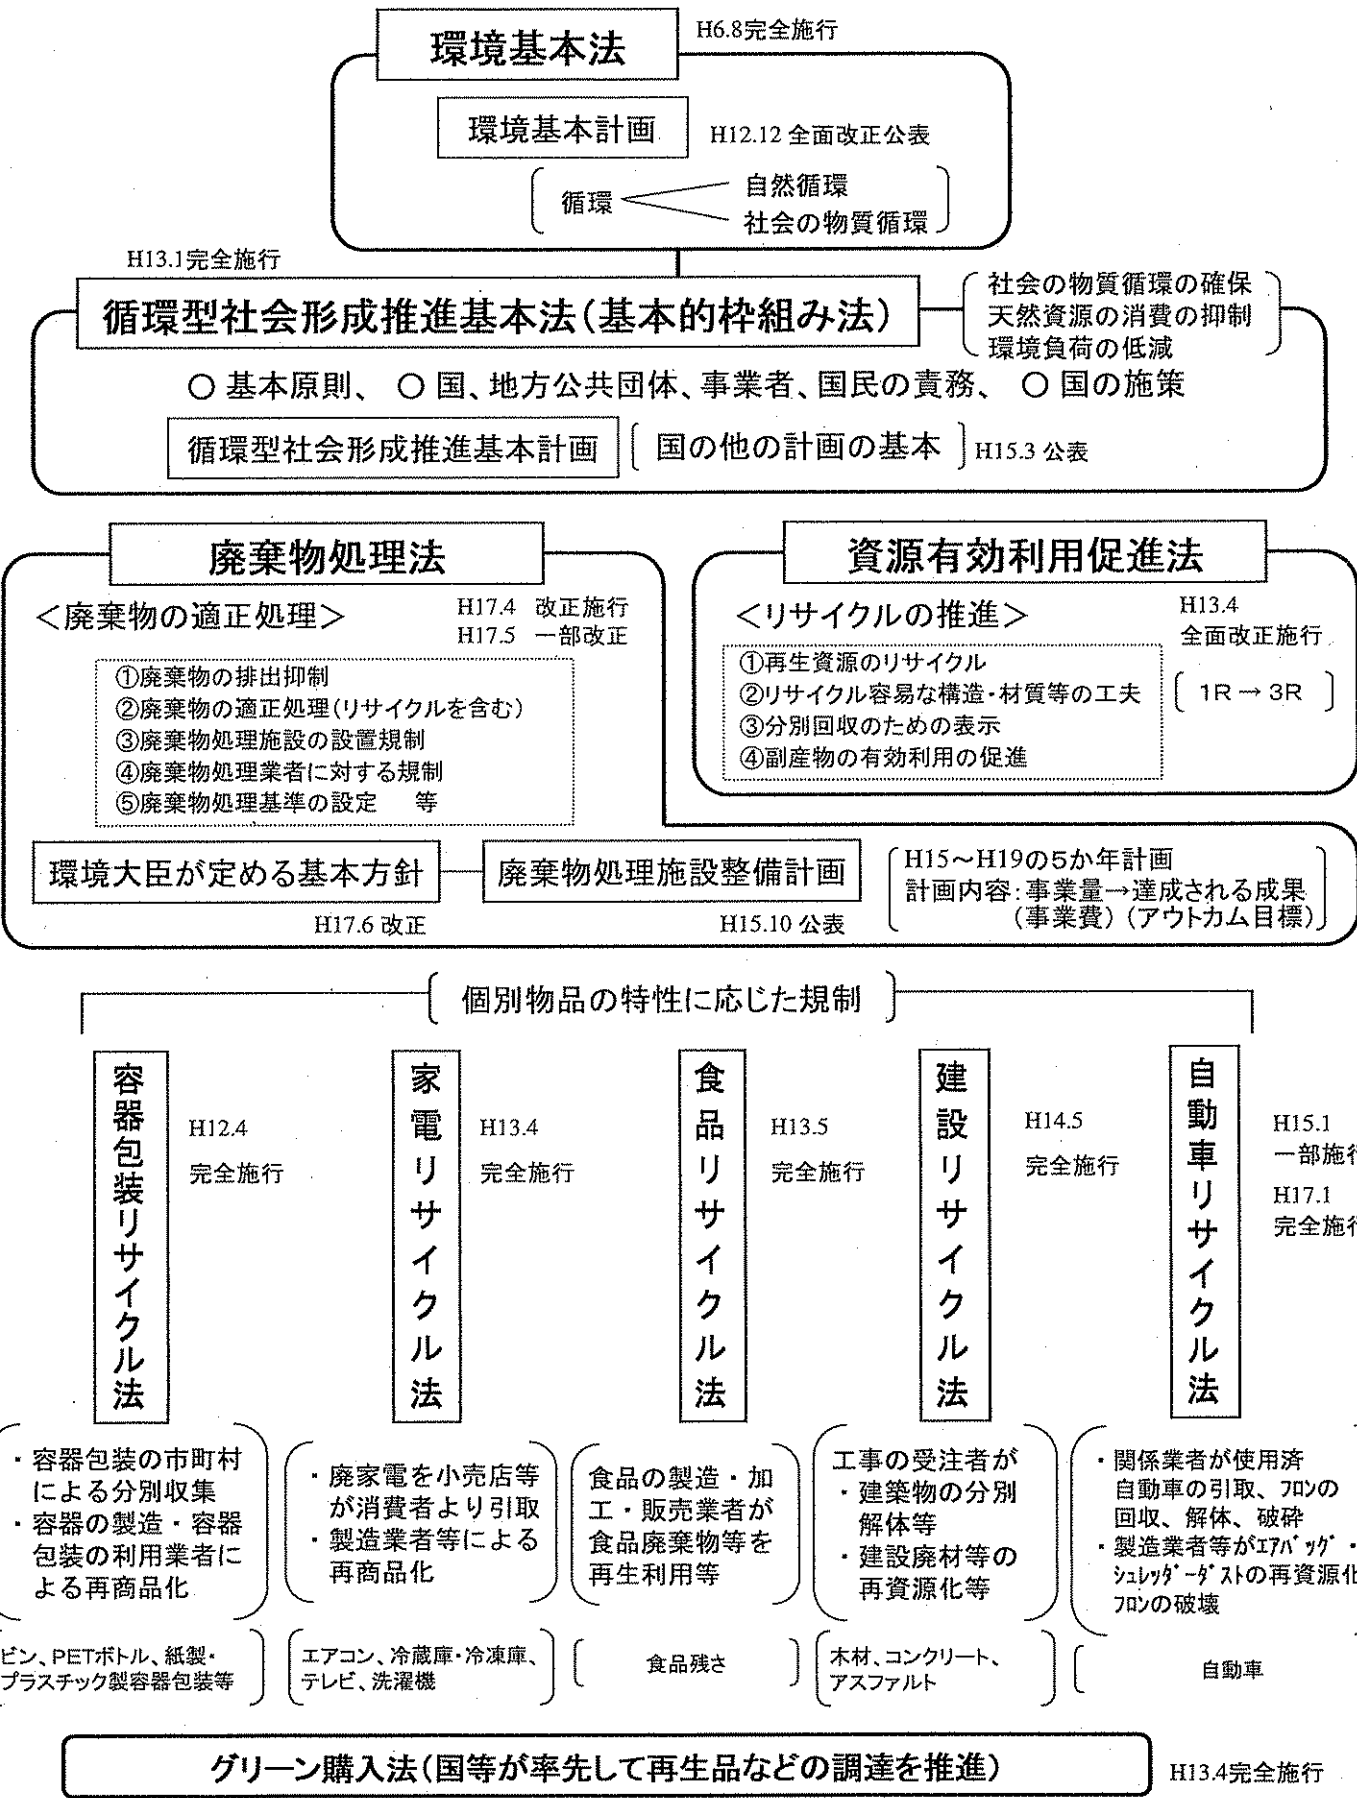 環境基本法
H6.8完全施行
環境基本計画
H12.12 全面改正公表
循環
自然循環
社会の物質循環
H13.1完全施行
循環型社会形成推進基本法(基本的枠組み法)
社会の物質循環の確保
天然資源の消費の抑制
環境負荷の低減
○ 基本原則、 ○ 国、地方公共団体、事業者、国民の責務、 ○ 国の施策
循環型社会形成推進基本計画
国の他の計画の基本
H15.3 公表
廃棄物処理法
<廃棄物の適正処理>
H17.4 改正施行
H17.5 一部改正
①廃棄物の排出抑制
②廃棄物の適正処理(リサイクルを含む)
③廃棄物処理施設の設置規制
④廃棄物処理業者に対する規制
⑤廃棄物処理基準の設定 等
資源有効利用促進法
<リサイクルの推進>
H13.4
全面改正施行
①再生資源のリサイクル
②リサイクル容易な構造・材質等の工夫
③分別回収のための表示
④副産物の有効利用の促進
1R → 3R
環境大臣が定める基本方針
H17.6 改正
廃棄物処理施設整備計画
H15.10 公表
H15～H19の5か年計画
計画内容:事業量→達成される成果
(事業費) (アウトカム目標)
個別物品の特性に応じた規制
容器包装リサイクル法
H12.4
完全施行
家電リサイクル法
H13.4
完全施行
食品リサイクル法
H13.5
完全施行
建設リサイクル法
H14.5
完全施行
自動車リサイクル法
H15.1
一部施行
H17.1
完全施行
・容器包装の市町村
による分別収集
・容器の製造・容器
包装の利用業者に
よる再商品化
・廃家電を小売店等
が消費者より引取
・製造業者等による
再商品化
食品の製造・加
工・販売業者が
食品廃棄物等を
再生利用等
工事の受注者が
・建築物の分別
解体等
・建設廃材等の
再資源化等
・関係業者が使用済
自動車の引取、ﾌﾛﾝの
回収、解体、破砕
・製造業者等がｴｱﾊﾞｯｸﾞ・
ｼｭﾚｯﾀﾞｰﾀﾞｽﾄの再資源化
ﾌﾛﾝの破壊
ビン、PETボトル、紙製・
プラスチック製容器包装等
エアコン、冷蔵庫・冷凍庫、
テレビ、洗濯機
食品残さ
木材、コンクリート、
アスファルト
自動車
グリーン購入法(国等が率先して再生品などの調達を推進)
H13.4完全施行